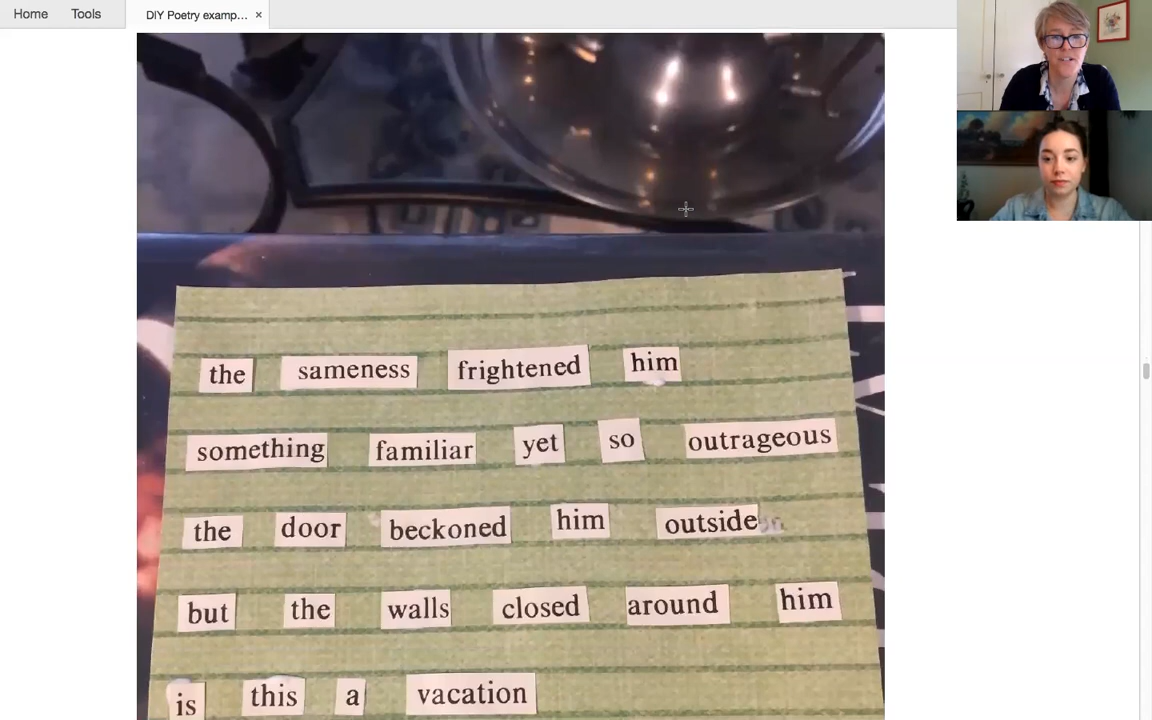 Home Tools DIY Poetry examp... ×
the sameness frightened him
something familiar yet so outrageous
the door beckoned him outside
but the walls closed around him
is this a vacation